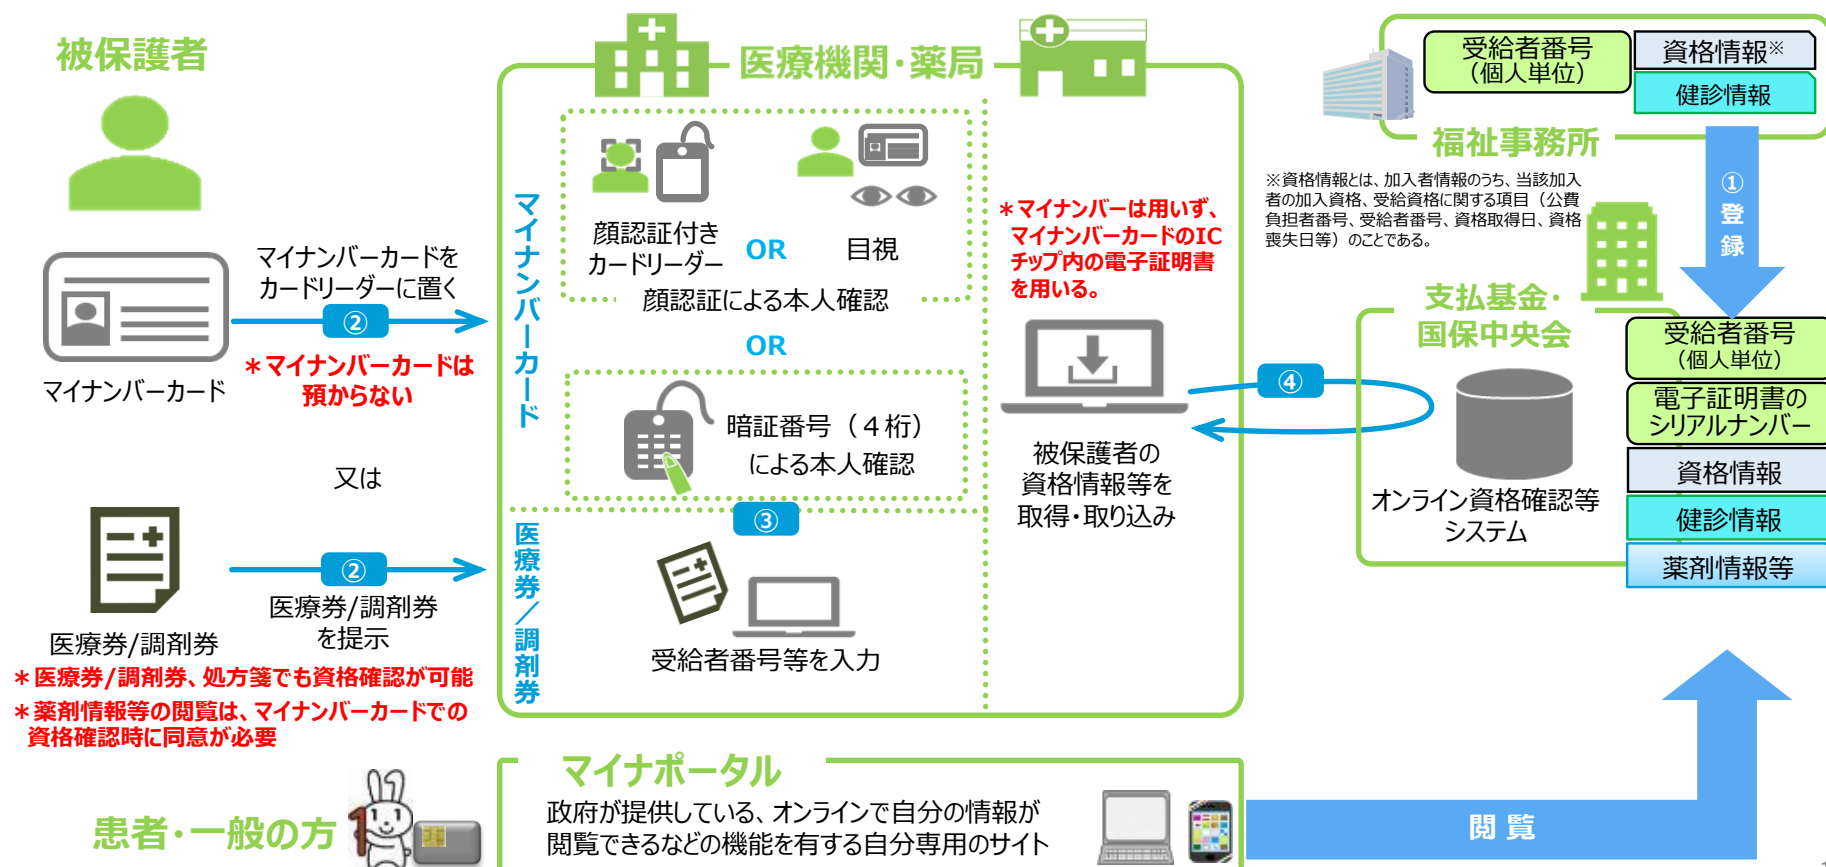 被保護者
マイナンバーカード
マイナンバーカードを
カードリーダーに置く
②
＊マイナンバーカードは
預からない
又は
医療券/調剤券
②
医療券/調剤券
を提示
＊医療券/調剤券、処方箋でも資格確認が可能
＊薬剤情報等の閲覧は、マイナンバーカードでの
資格確認時に同意が必要
医療機関・薬局
マイナンバーカード
顔認証付き
カードリーダー
OR
目視
顔認証による本人確認
OR
暗証番号（４桁）
による本人確認
③
医療券／調剤券
受給者番号等を入力
＊マイナンバーは用いず、
マイナンバーカードのIC
チップ内の電子証明書
を用いる。
被保護者の
資格情報等を
取得・取り込み
④
受給者番号
（個人単位）
資格情報※
健診情報
福祉事務所
※資格情報とは、加入者情報のうち、当該加入
者の加入資格、受給資格に関する項目（公費
負担者番号、受給者番号、資格取得日、資格
喪失日等）のことである。
①
登
録
支払基金・
国保中央会
オンライン資格確認等
システム
受給者番号
（個人単位）
電子証明書の
シリアルナンバー
資格情報
健診情報
薬剤情報等
患者・一般の方
マイナポータル
政府が提供している、オンラインで自分の情報が
閲覧できるなどの機能を有する自分専用のサイト
閲覧